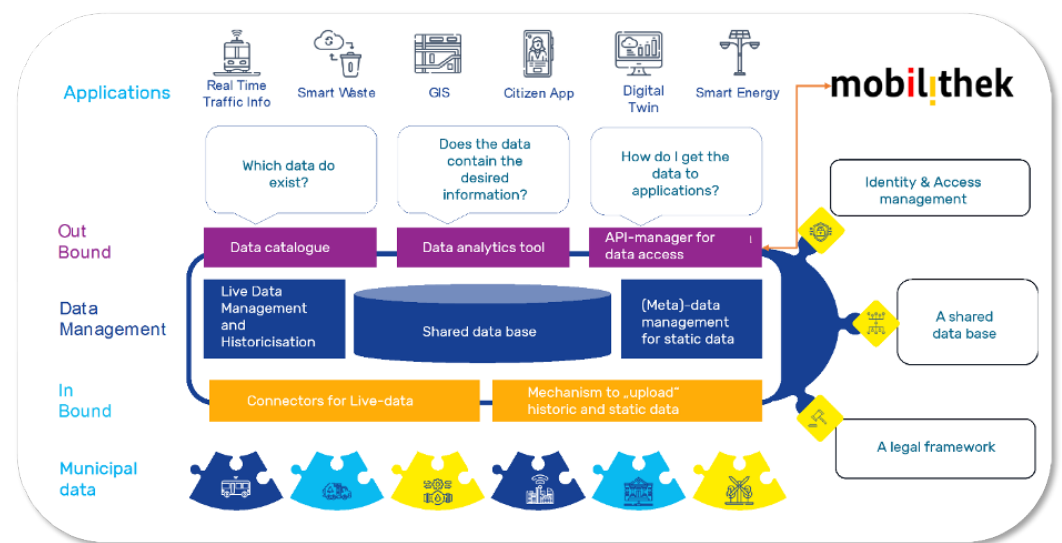 Applications
Real Time
Traffic Info
Smart Waste
GIS
Citizen App
Digital
Twin
Smart Energy
mobilithek
Which data do
exist?
Does the data
contain the
desired
information?
How do I get the
data to
applications?
Identity & Access
management
Out
Bound
Data catalogue
Data analytics tool
API-manager for
data access
Data
Management
Live Data
Management
and
Historicisation
Shared data base
(Meta)-data
management
for static data
A shared
data base
In
Bound
Connectors for Live-data
Mechanism to „upload“
historic and static data
A legal framework
Municipal
data